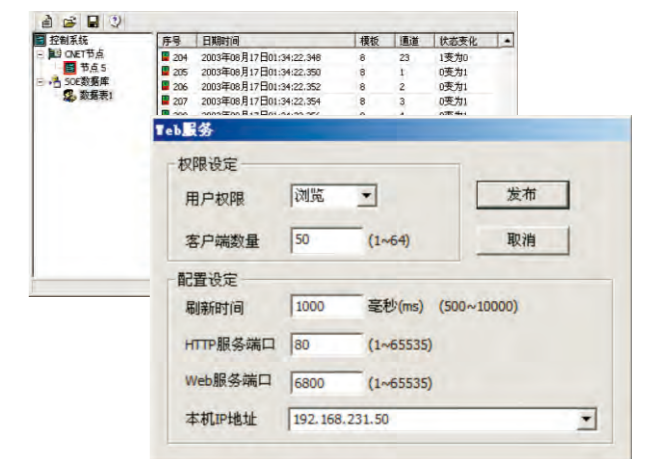 控制系统
CNET节点
节点5
SOE数据库
数据表1
序号 日期时间 模板 通道 状态变化
204 2003年08月17日01:34:22.348 8 23 1变为0
205 2003年08月17日01:34:22.350 8 1 0变为1
206 2003年08月17日01:34:22.352 8 2 0变为1
207 2003年08月17日01:34:22.354 8 3 0变为1
Web服务
权限设定
用户权限 浏览 发布
客户端数量 50 (1~64) 取消
配置设定
刷新时间 1000 毫秒(ms) (500~10000)
HTTP服务端口 80 (1~65535)
Web服务端口 6800 (1~65535)
本机IP地址 192.168.231.50